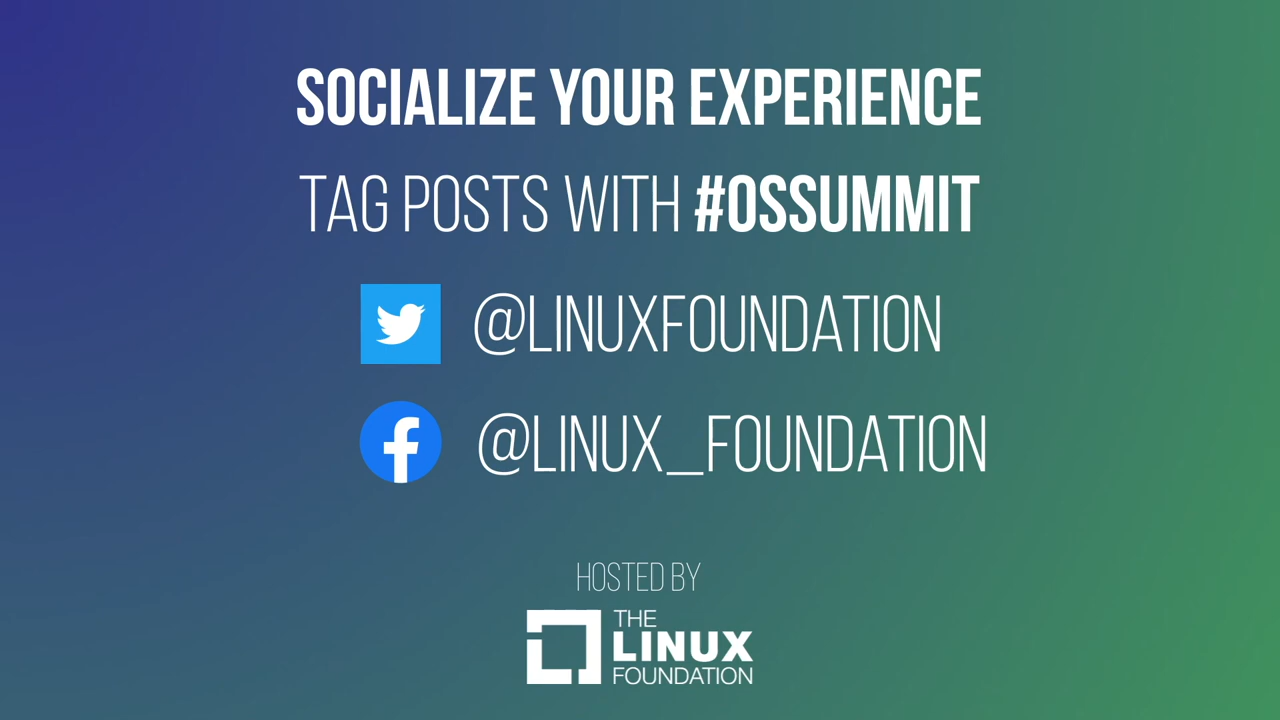 SOCIALIZE YOUR EXPERIENCE
TAG POSTS WITH #OSSUMMIT
@LINUXFOUNDATION
@LINUX_FOUNDATION
HOSTED BY
THE
LINUX
FOUNDATION